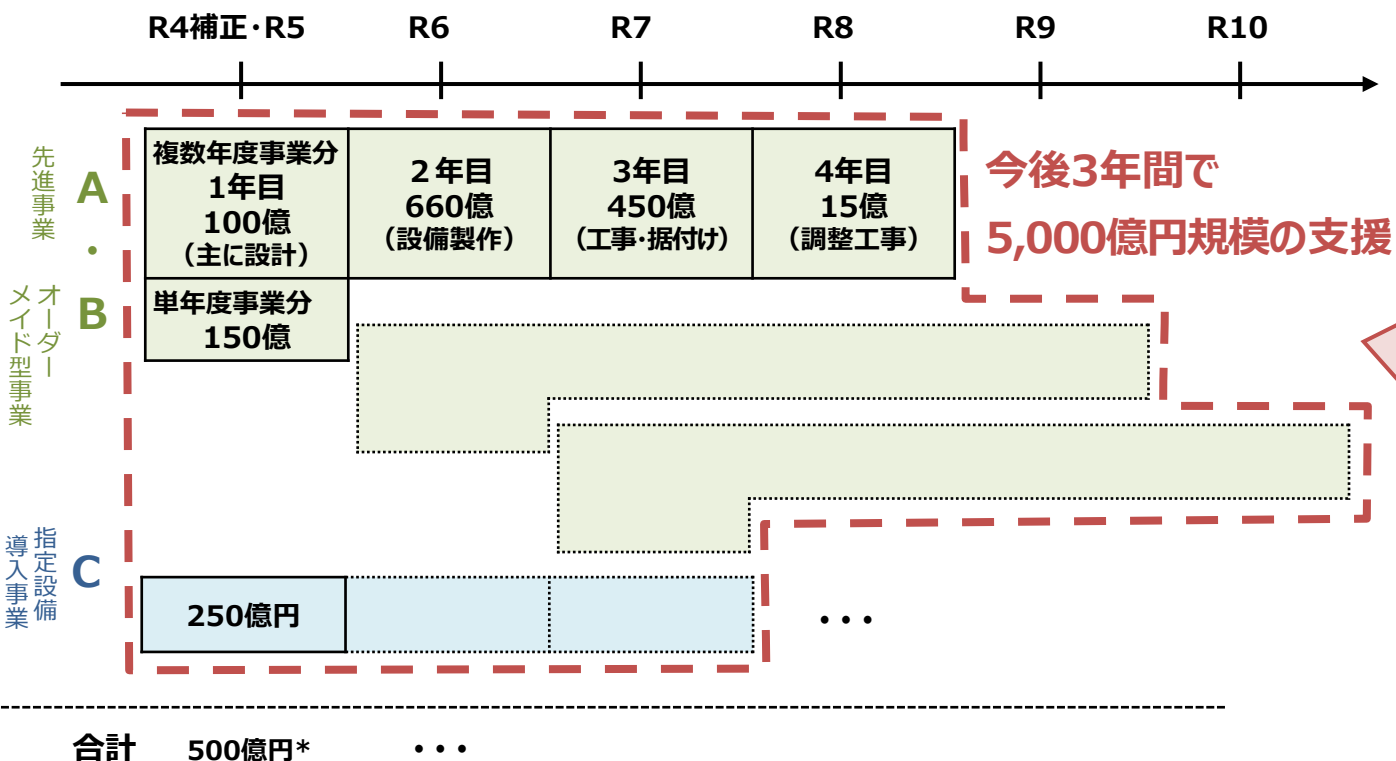 R4補正・R5 R6 R7 R8 R9 R10
先進事業
A
・
B
オーダー
メイド型事業
複数年度事業分
1年目
100億
（主に設計）
２年目
660億
（設備製作）
3年目
450億
（工事・据付け）
4年目
15億
（調整工事）
今後3年間で
5,000億円規模の支援
単年度事業分
150億
指定設備
導入事業
C
250億円
・・・
合計 500億円* ・・・